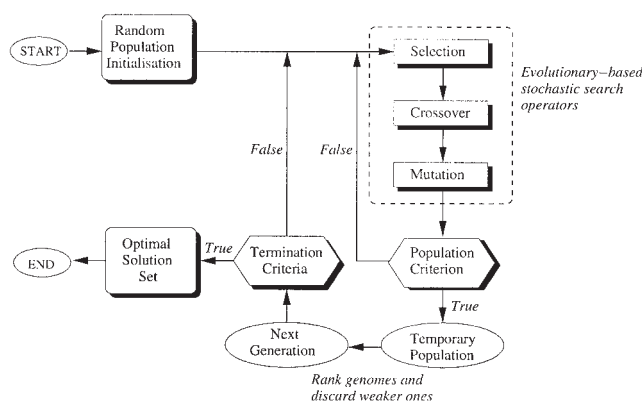 START
Random
Population
Initialisation
Selection
Crossover
Mutation
Evolutionary-based
stochastic search
operators
False
False
Population
Criterion
True
Temporary
Population
Rank genomes and
discard weaker ones
Next
Generation
Termination
Criteria
True
Optimal
Solution
Set
END